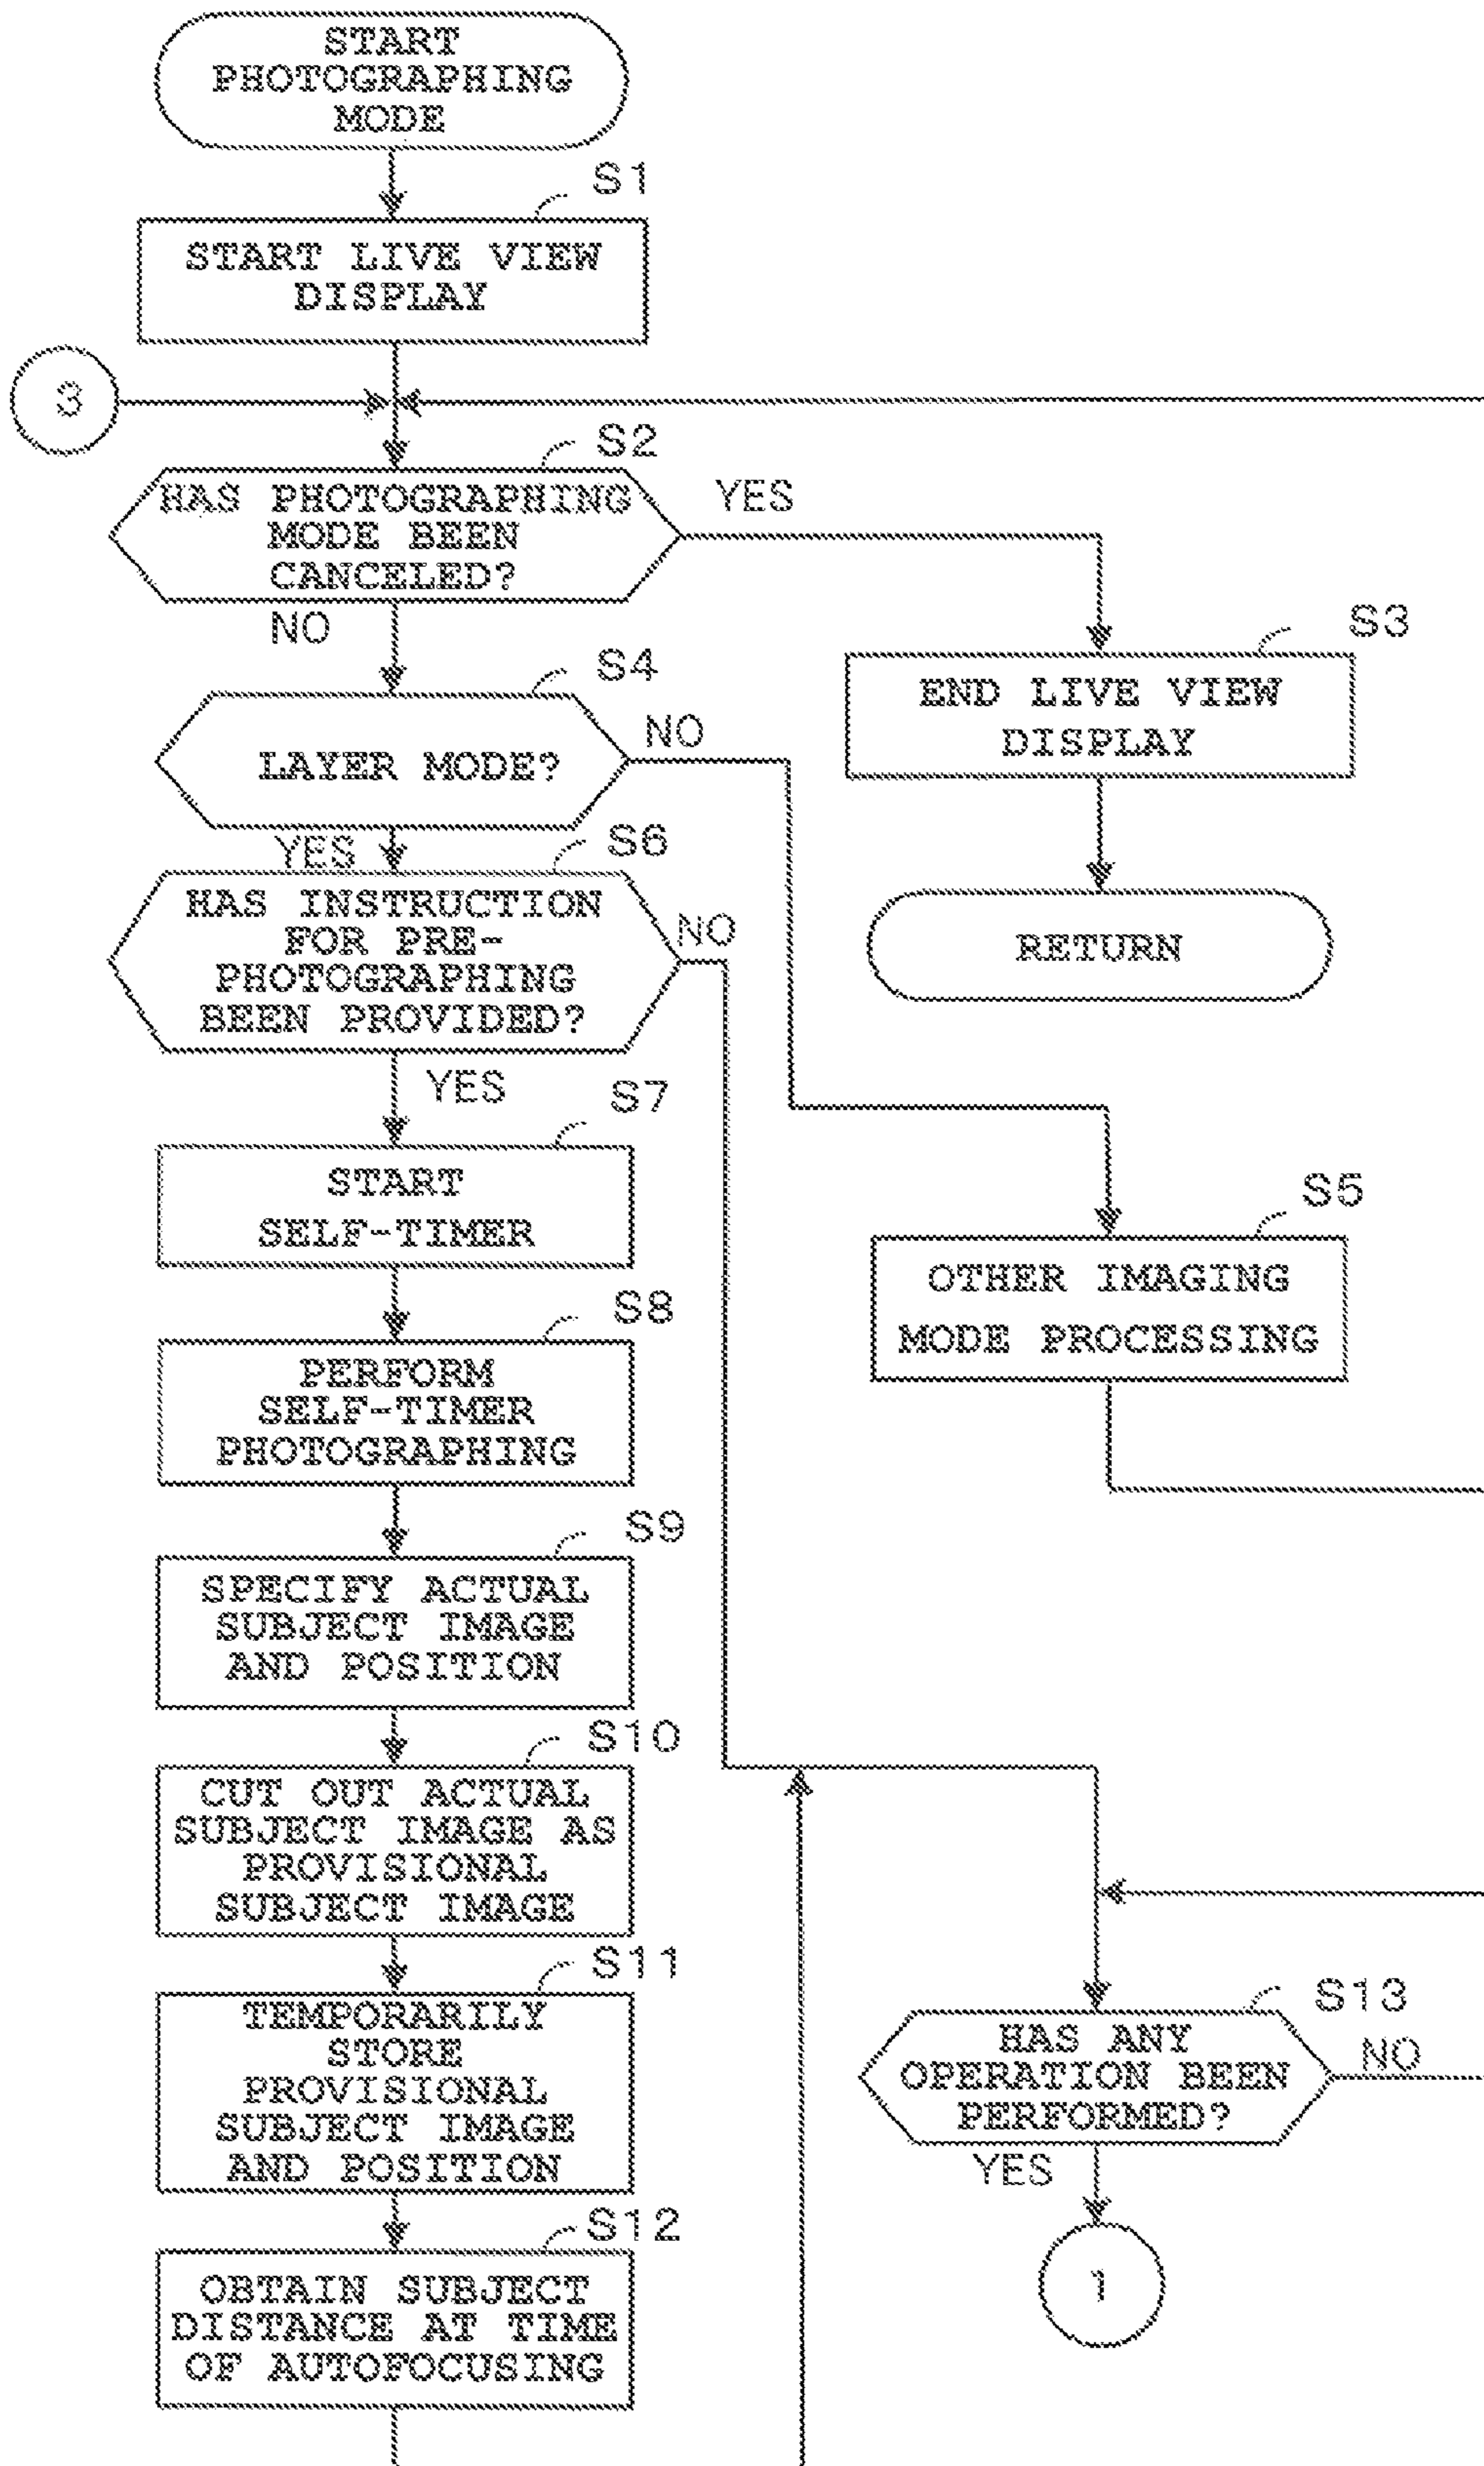 START
PHOTOGRAPHING
MODE
S1
START LIVE VIEW
DISPLAY
3
S2
HAS PHOTOGRAPHING
MODE BEEN
CANCELED?
YES
NO
S3
END LIVE VIEW
DISPLAY
RETURN
S4
LAYER MODE?
NO
YES
S5
OTHER IMAGING
MODE PROCESSING
S6
HAS INSTRUCTION
FOR PRE-
PHOTOGRAPHING
BEEN PROVIDED?
NO
YES
S7
START
SELF-TIMER
S8
PERFORM
SELF-TIMER
PHOTOGRAPHING
S9
SPECIFY ACTUAL
SUBJECT IMAGE
AND POSITION
S10
CUT OUT ACTUAL
SUBJECT IMAGE AS
PROVISIONAL
SUBJECT IMAGE
S11
TEMPORARILY
STORE
PROVISIONAL
SUBJECT IMAGE
AND POSITION
S12
OBTAIN SUBJECT
DISTANCE AT TIME
OF AUTOFOCUSING
S13
HAS ANY
OPERATION BEEN
PERFORMED?
NO
YES
1